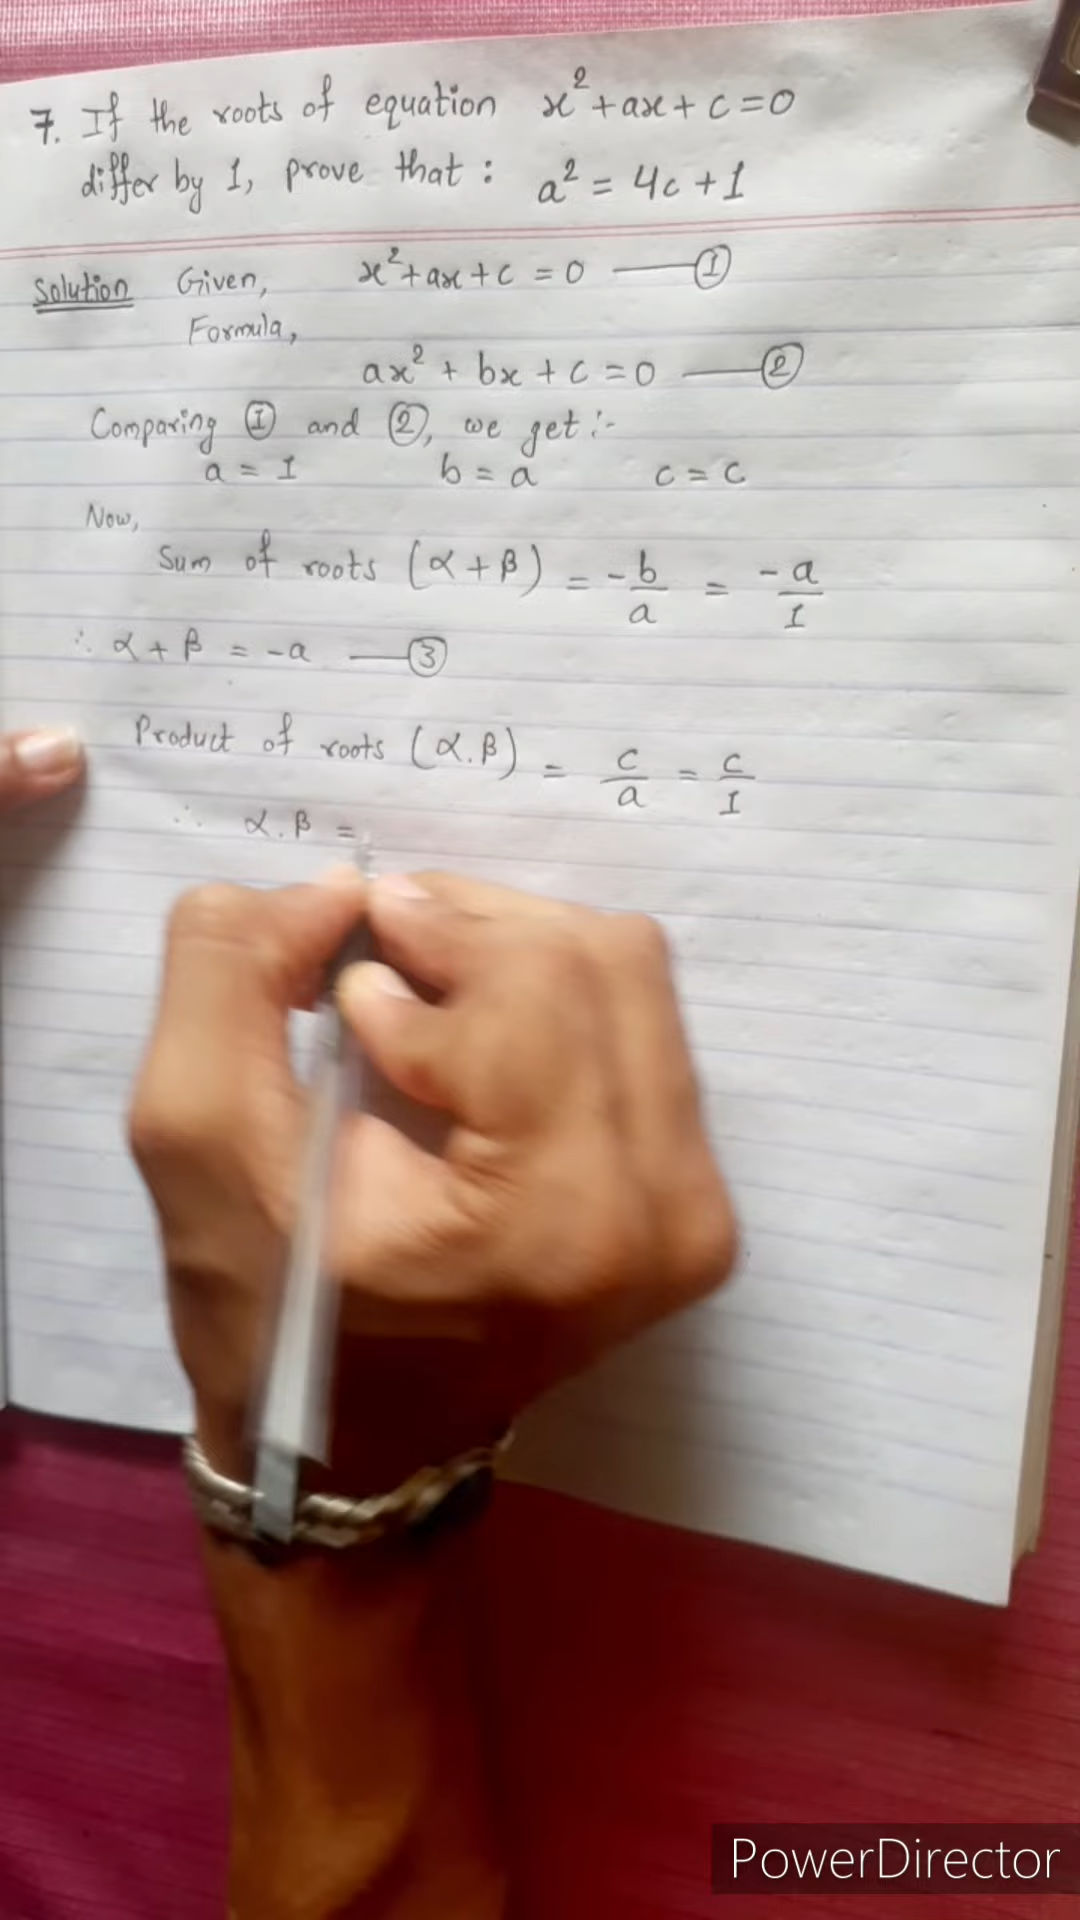 7. If the roots of equation x²+ax+c=0
differ by 1, prove that : a² = 4c+1
Solution Given, x²+ax+c = 0 —①
Formula,
ax² + bx + c = 0 —②
Comparing ① and ②, we get :-
a = 1 b = a c = c
Now,
Sum of roots (α+β) = -b/a = -a/1
∴ α+β = -a —③
Product of roots (α.β) = c/a = c/1
∴ α.β =
PowerDirector